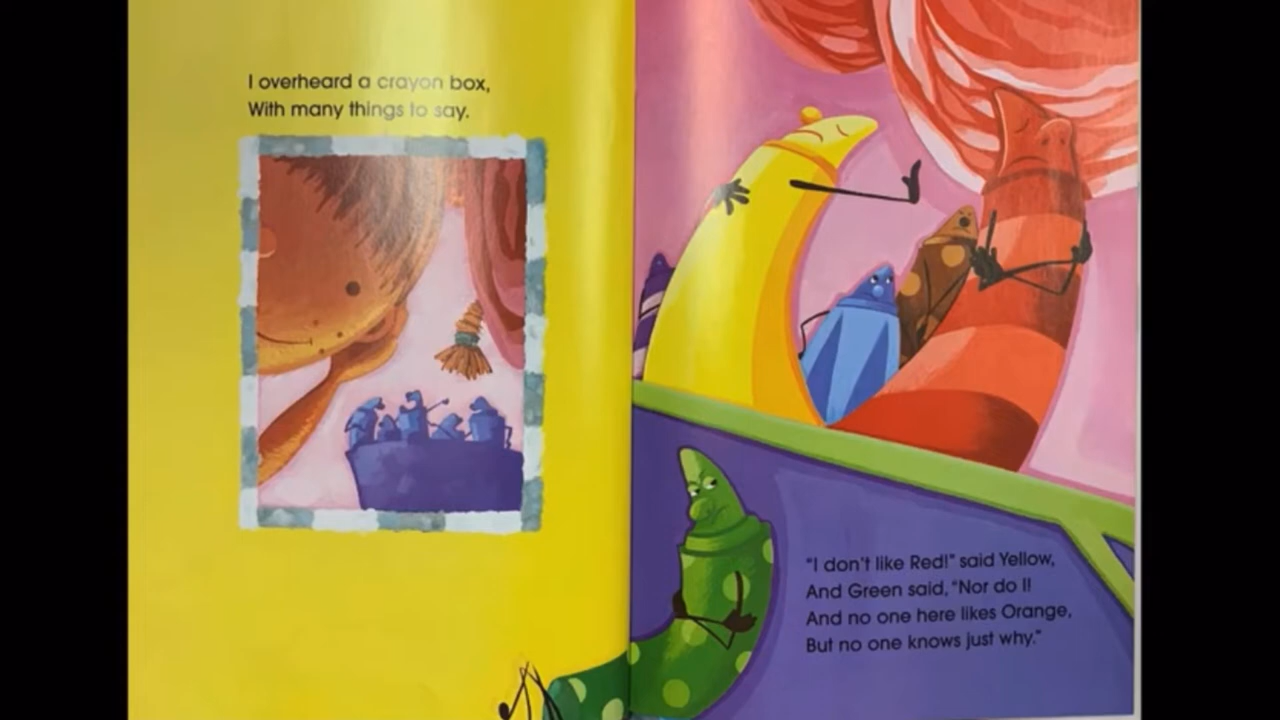 I overheard a crayon box,
With many things to say.
"I don't like Red!" said Yellow,
And Green said, "Nor do I!
And no one here likes Orange,
But no one knows just why."